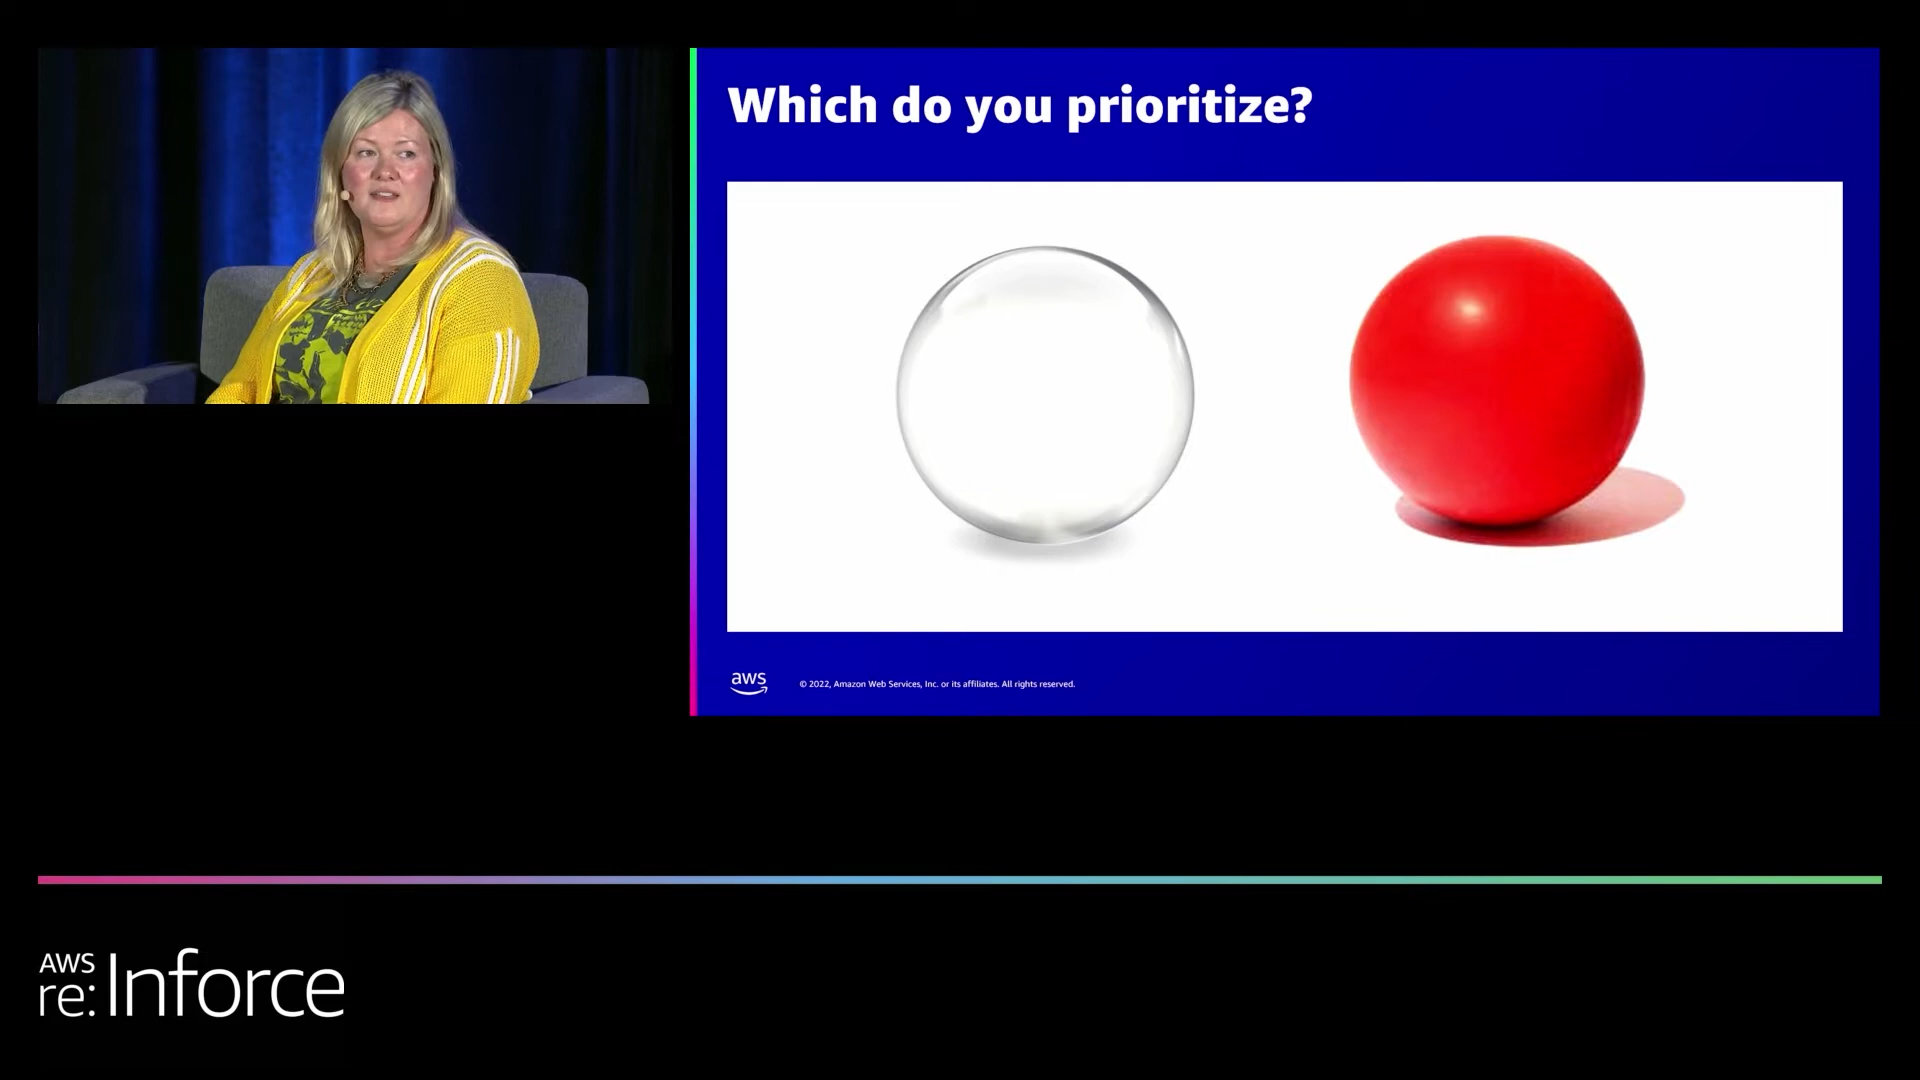 Which do you prioritize?
aws
© 2022, Amazon Web Services, Inc. or its affiliates. All rights reserved.
AWS
re:Inforce